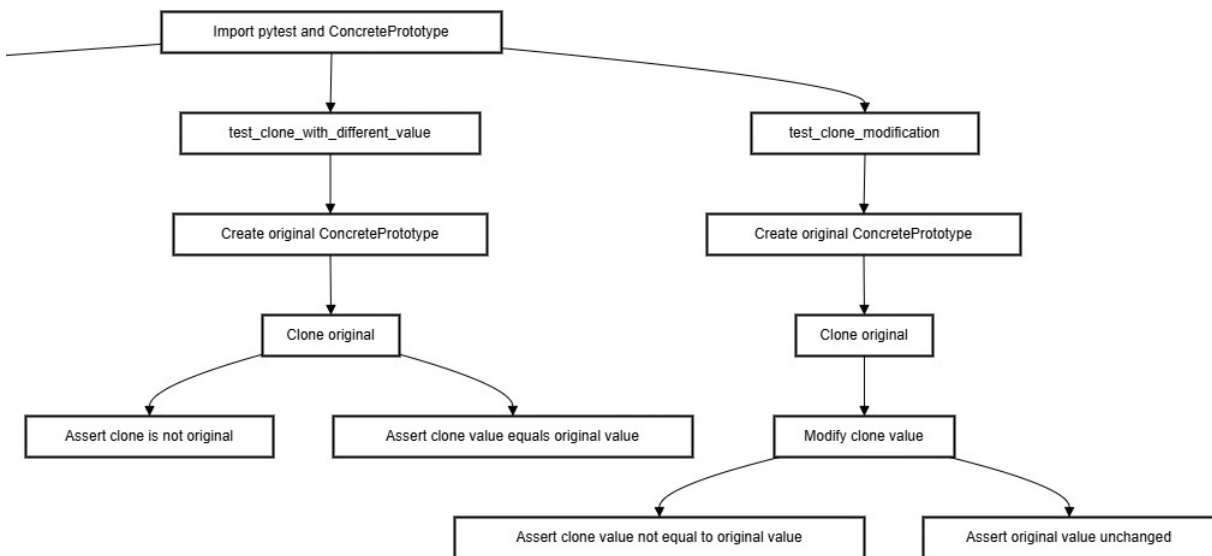 Import pytest and ConcretePrototype
test_clone_with_different_value
test_clone_modification
Create original ConcretePrototype
Create original ConcretePrototype
Clone original
Clone original
Assert clone is not original
Assert clone value equals original value
Modify clone value
Assert clone value not equal to original value
Assert original value unchanged